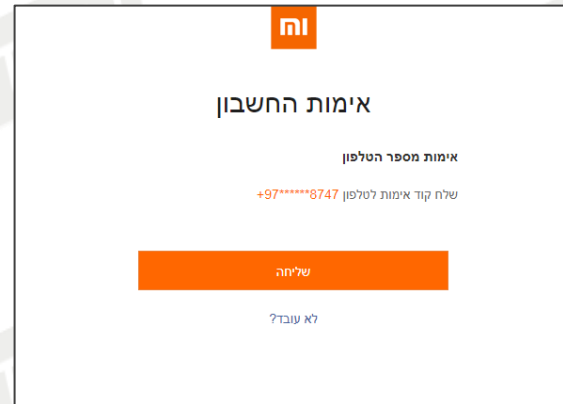 mi
אימות החשבון
אימות מספר הטלפון
שלח קוד אימות לטלפון 8747******97+
שליחה
לא עובד?